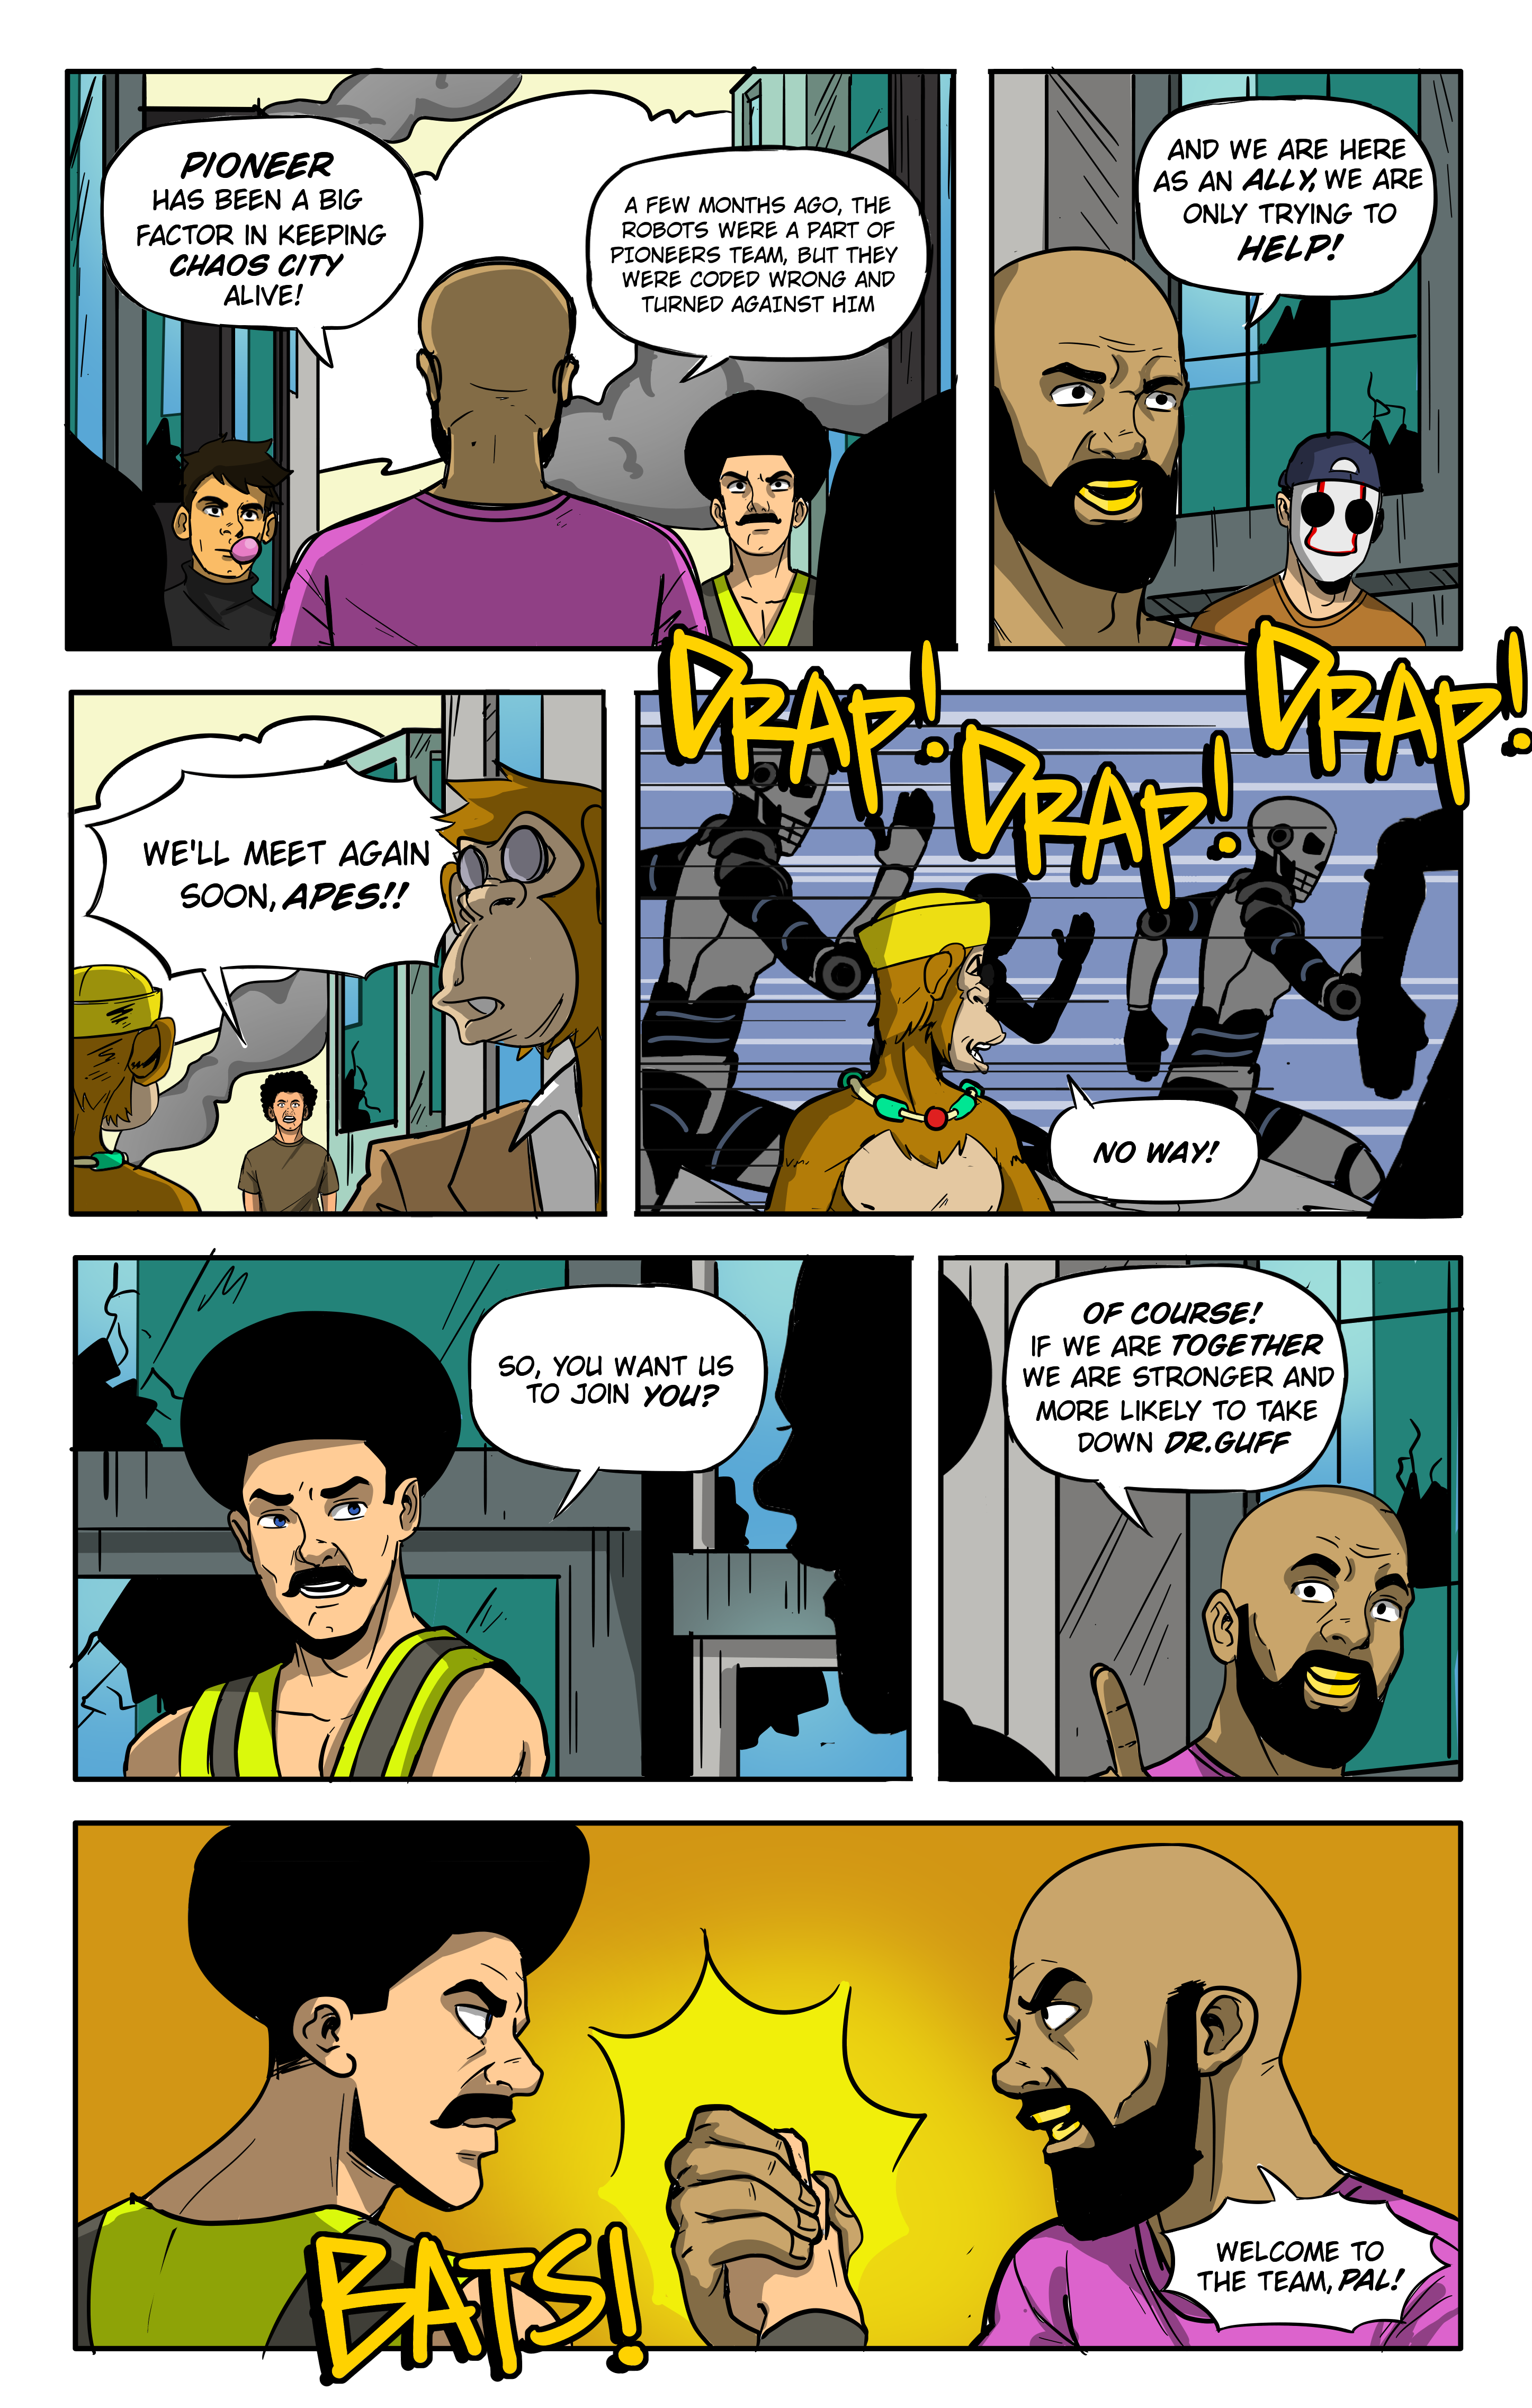 PIONEER
HAS BEEN A BIG
FACTOR IN KEEPING
CHAOS CITY
ALIVE!
A FEW MONTHS AGO, THE
ROBOTS WERE A PART OF
PIONEERS TEAM, BUT THEY
WERE CODED WRONG AND
TURNED AGAINST HIM
AND WE ARE HERE
AS AN ALLY, WE ARE
ONLY TRYING TO
HELP!
WE'LL MEET AGAIN
SOON, APES!!
DRAP!
DRAP!
DRAP!
NO WAY!
SO, YOU WANT US
TO JOIN YOU?
OF COURSE!
IF WE ARE TOGETHER
WE ARE STRONGER AND
MORE LIKELY TO TAKE
DOWN DR.GUFF
BATS!
WELCOME TO
THE TEAM, PAL!